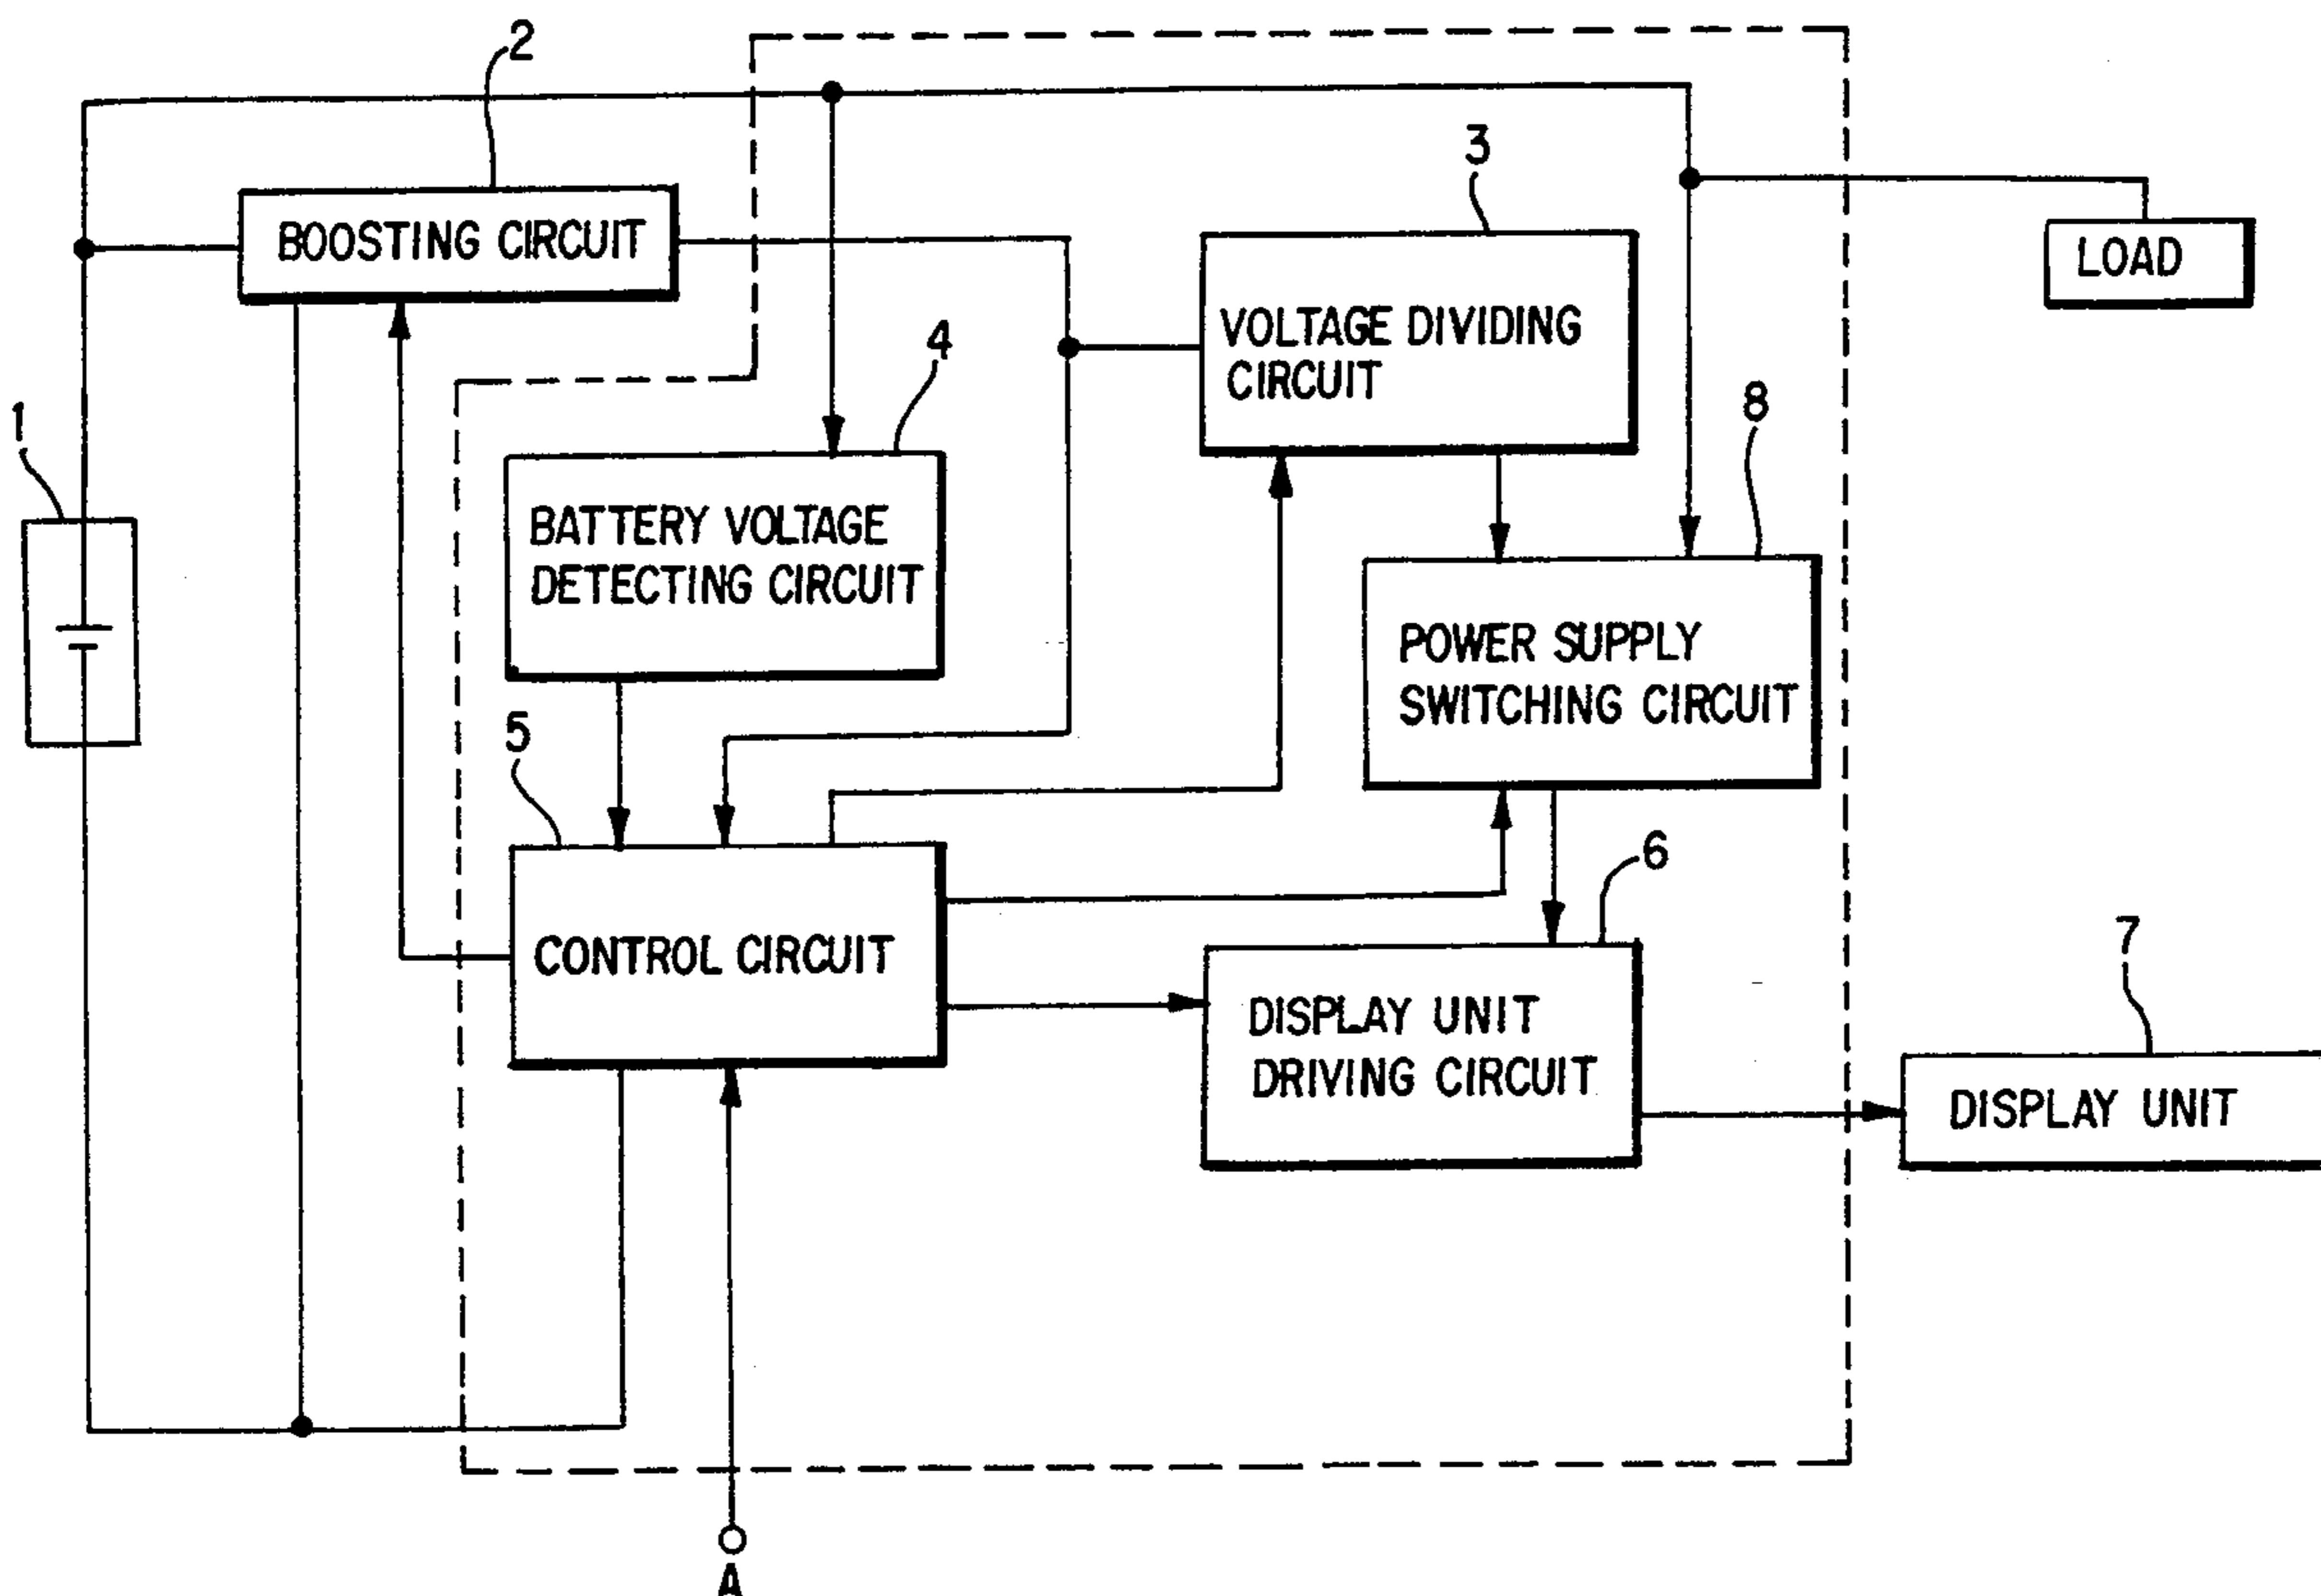 2
3
BOOSTING CIRCUIT
LOAD
VOLTAGE DIVIDING
CIRCUIT
4
8
1
BATTERY VOLTAGE
DETECTING CIRCUIT
POWER SUPPLY
SWITCHING CIRCUIT
5
6
CONTROL CIRCUIT
7
DISPLAY UNIT
DRIVING CIRCUIT
DISPLAY UNIT
A